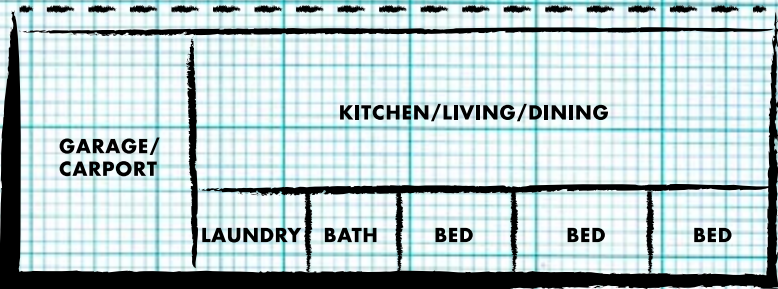 KITCHEN/LIVING/DINING
GARAGE/
CARPORT
LAUNDRY
BATH
BED
BED
BED